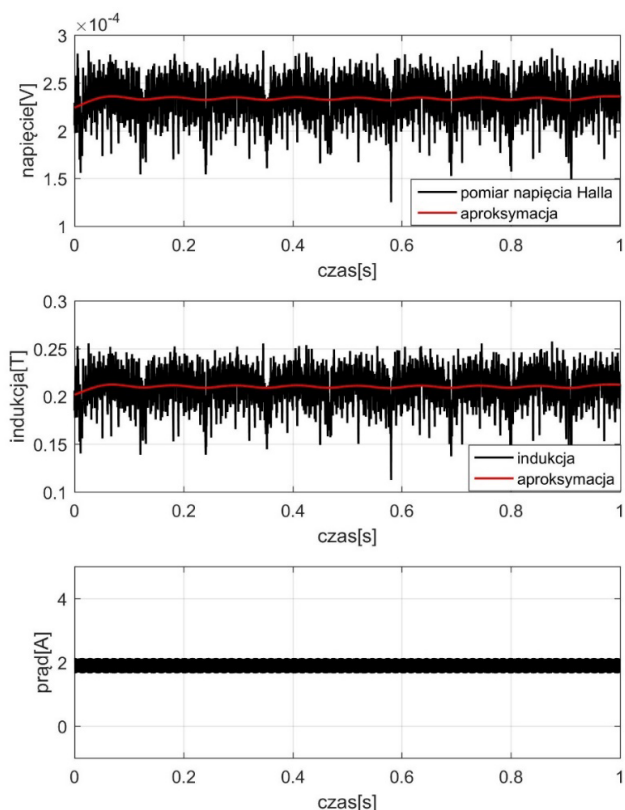 ×10⁻⁴
3
2.5
2
1.5
1
napięcie[V]
pomiar napięcia Halla
aproksymacja
0 0.2 0.4 0.6 0.8 1
czas[s]
0.3
0.25
0.2
0.15
0.1
indukcja[T]
indukcja
aproksymacja
0 0.2 0.4 0.6 0.8 1
czas[s]
4
2
0
prąd[A]
0 0.2 0.4 0.6 0.8 1
czas[s]